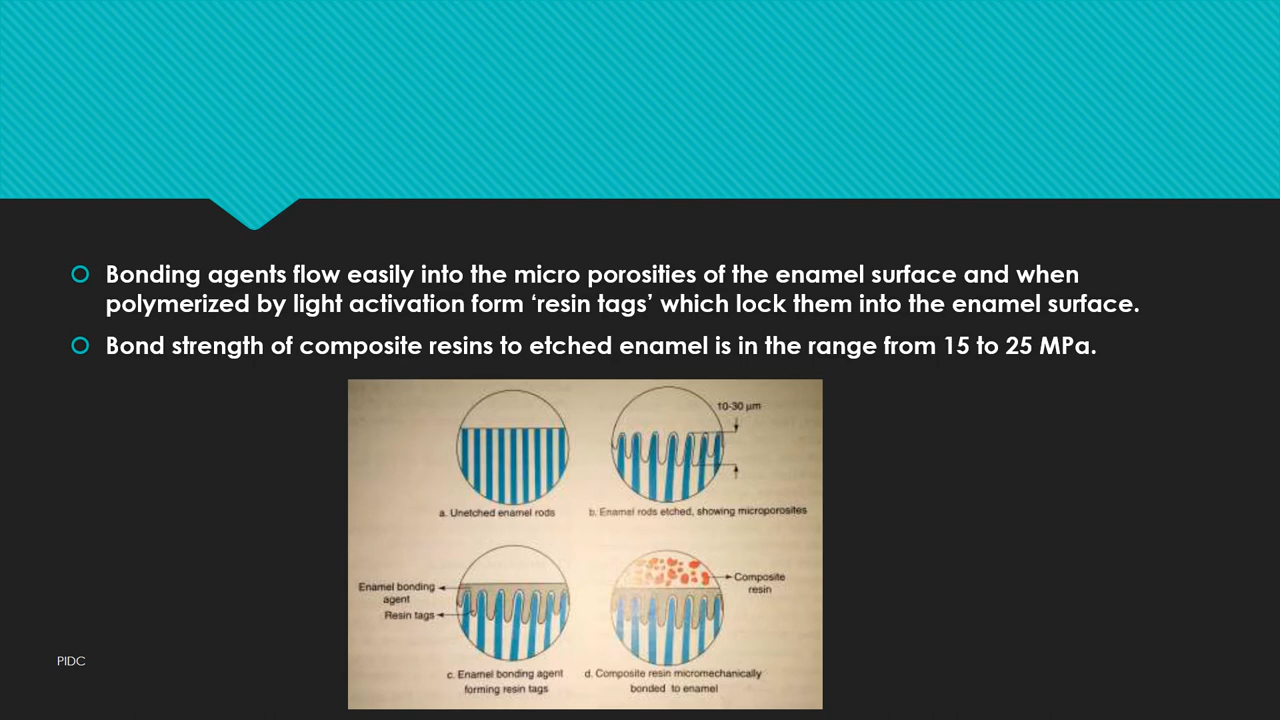 Bonding agents flow easily into the micro porosities of the enamel surface and when
polymerized by light activation form ‘resin tags’ which lock them into the enamel surface.
Bond strength of composite resins to etched enamel is in the range from 15 to 25 MPa.
10-30 μm
a. Unetched enamel rods
b. Enamel rods etched, showing microporosites
Enamel bonding
agent
Resin tags
Composite
resin
c. Enamel bonding agent
forming resin tags
d. Composite resin micromechanically
bonded to enamel
PIDC